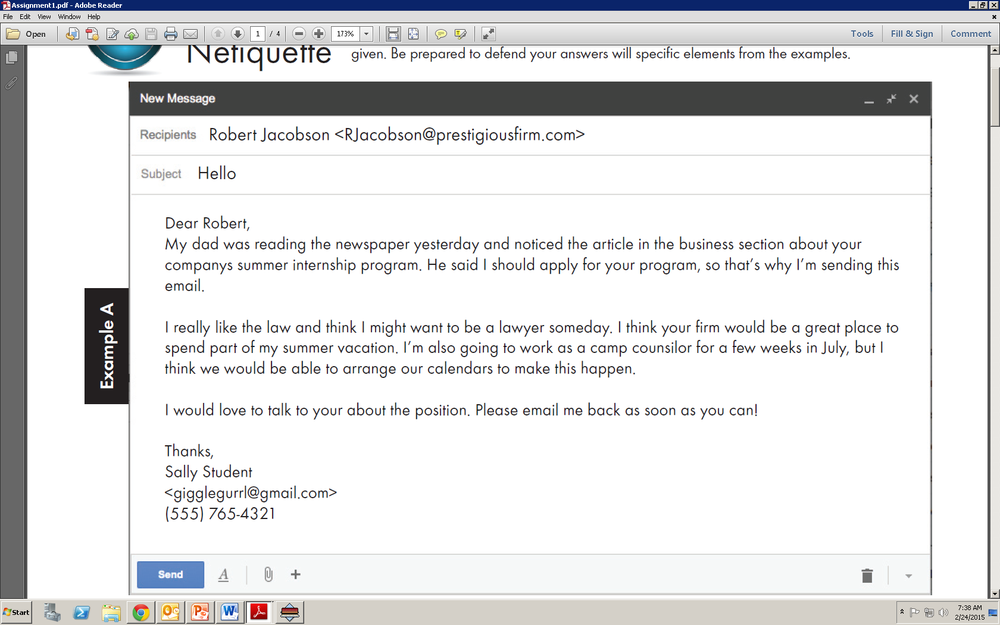 Assignment1.pdf - Adobe Reader
File Edit View Window Help
Open 1 / 4 173% Tools Fill & Sign Comment
Netiquette
given. Be prepared to defend your answers will specific elements from the examples.
New Message
Recipients Robert Jacobson <RJacobson@prestigiousfirm.com>
Subject Hello
Dear Robert,
My dad was reading the newspaper yesterday and noticed the article in the business section about your
companys summer internship program. He said I should apply for your program, so that's why I'm sending this
email.
Example A
I really like the law and think I might want to be a lawyer someday. I think your firm would be a great place to
spend part of my summer vacation. I'm also going to work as a camp counsilor for a few weeks in July, but I
think we would be able to arrange our calendars to make this happen.
I would love to talk to your about the position. Please email me back as soon as you can!
Thanks,
Sally Student
<gigglegurrl@gmail.com>
(555) 765-4321
Send A
Start
7:38 AM
2/24/2015